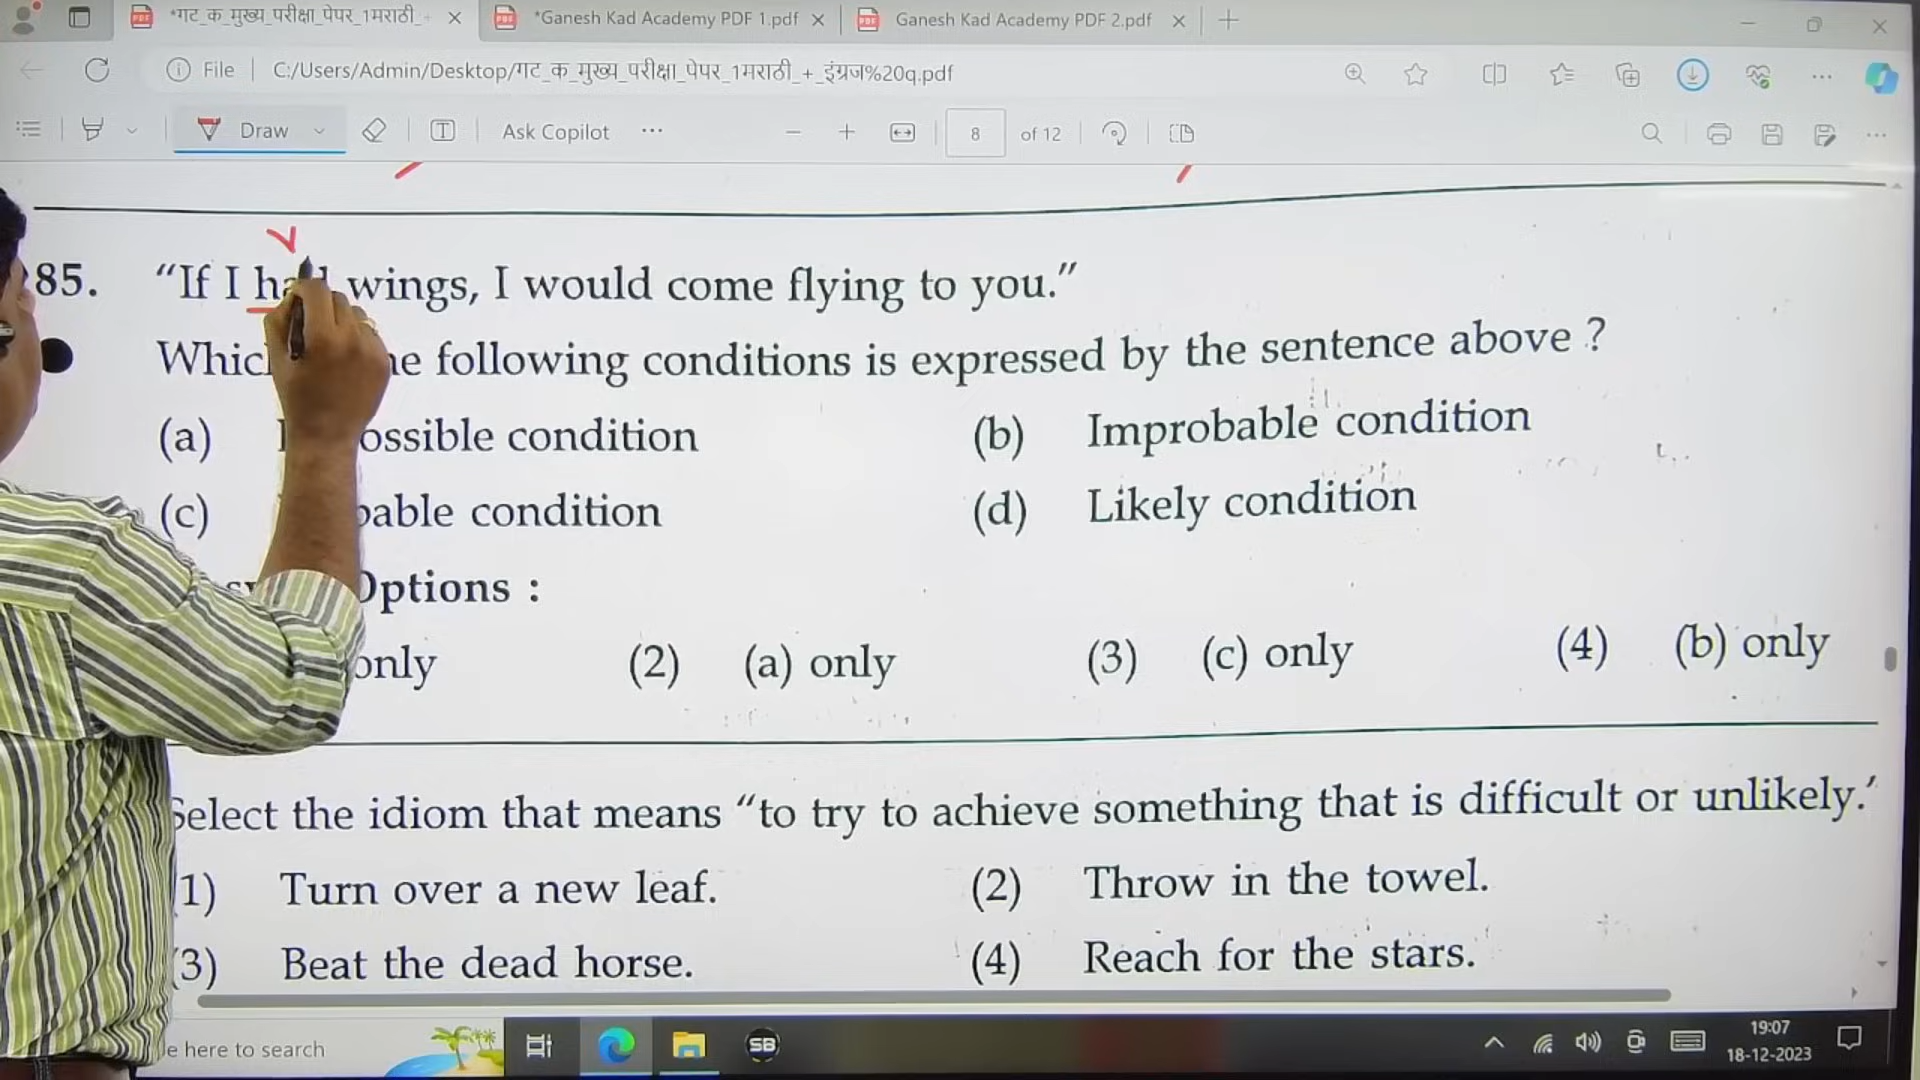 *गट_क_मुख्य_परीक्षा_पेपर_1मराठी_+ *Ganesh Kad Academy PDF 1.pdf Ganesh Kad Academy PDF 2.pdf
File C:/Users/Admin/Desktop/गट_क_मुख्य_परीक्षा_पेपर_1मराठी_+_इंग्रज%20q.pdf
Draw Ask Copilot 8 of 12
V
85. “If I had wings, I would come flying to you.”
following conditions is expressed by the sentence above ?
(a) condition (b) Improbable condition
(c) condition (d) Likely condition
Options :
only (2) (a) only (3) (c) only (4) (b) only
Select the idiom that means “to try to achieve something that is difficult or unlikely.”
(1) Turn over a new leaf. (2) Throw in the towel.
(3) Beat the dead horse. (4) Reach for the stars.
here to search SB 19:07
18-12-2023